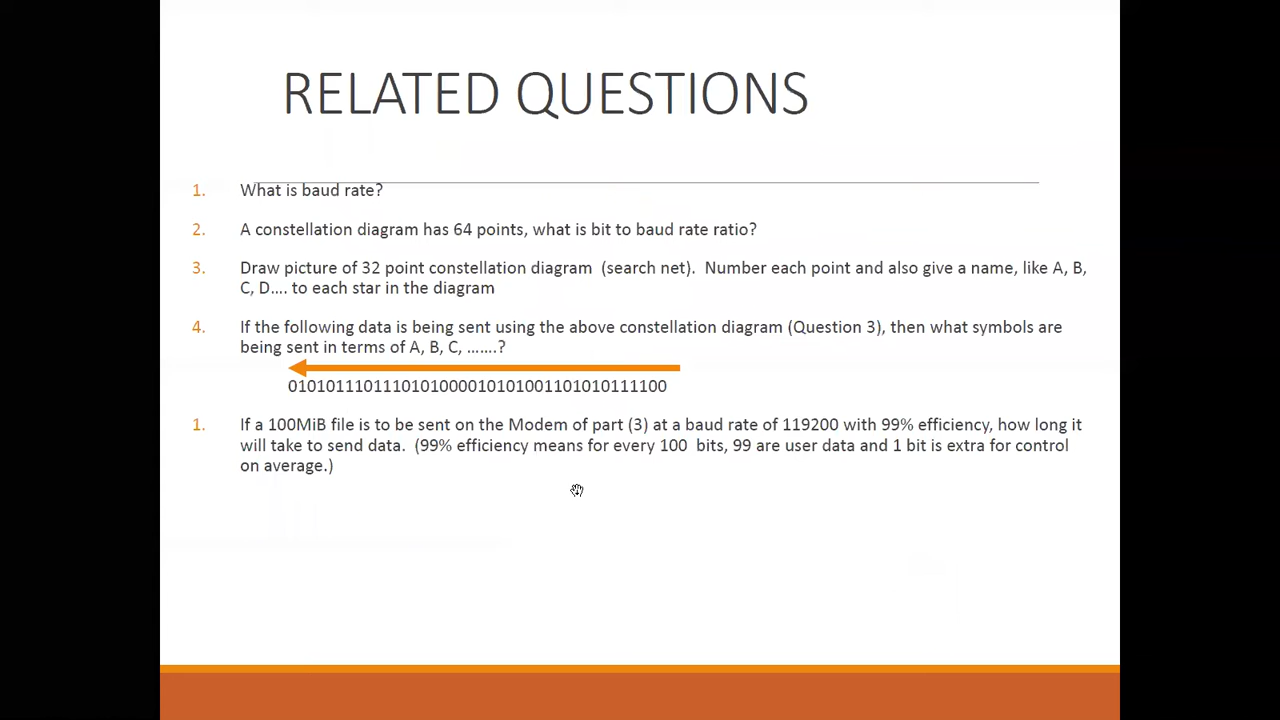 RELATED QUESTIONS
1. What is baud rate?
2. A constellation diagram has 64 points, what is bit to baud rate ratio?
3. Draw picture of 32 point constellation diagram (search net). Number each point and also give a name, like A, B,
C, D.... to each star in the diagram
4. If the following data is being sent using the above constellation diagram (Question 3), then what symbols are
being sent in terms of A, B, C, .......?
0101011101110101000010101001101010111100
1. If a 100MiB file is to be sent on the Modem of part (3) at a baud rate of 119200 with 99% efficiency, how long it
will take to send data. (99% efficiency means for every 100 bits, 99 are user data and 1 bit is extra for control
on average.)